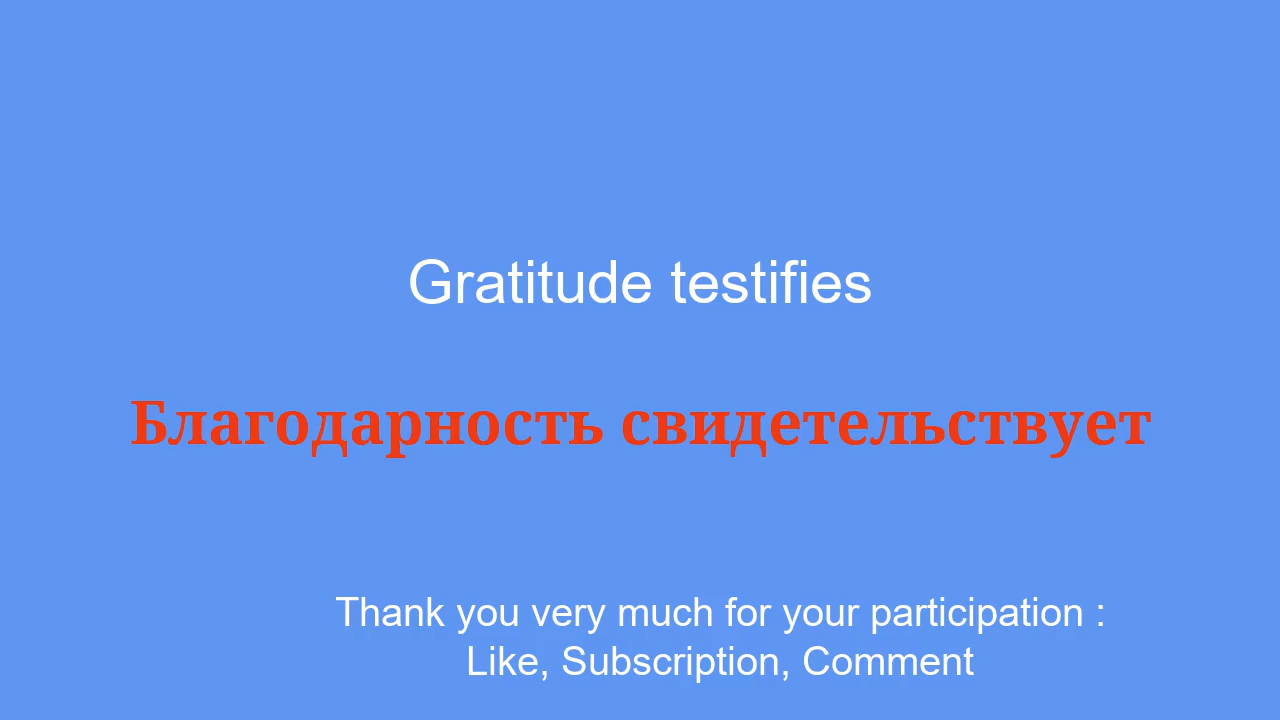 Gratitude testifies
Благодарность свидетельствует
Thank you very much for your participation :
Like, Subscription, Comment